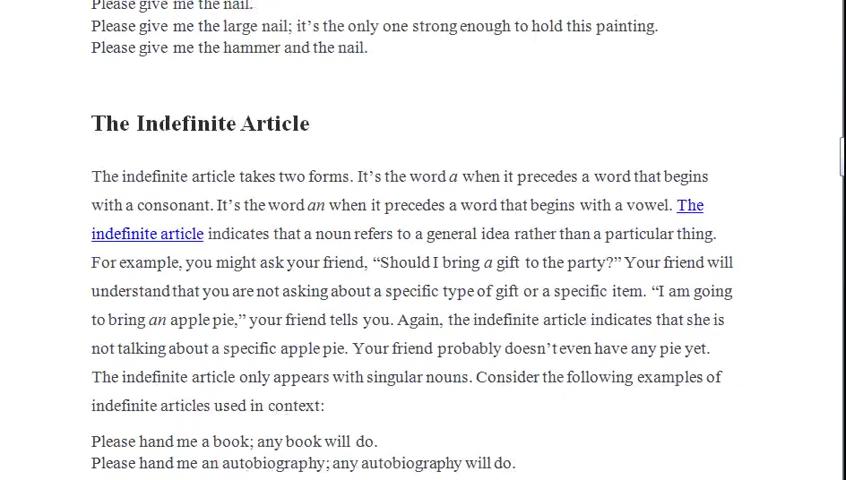 Please give me the nail.
Please give me the large nail; it’s the only one strong enough to hold this painting.
Please give me the hammer and the nail.
The Indefinite Article
The indefinite article takes two forms. It’s the word a when it precedes a word that begins
with a consonant. It’s the word an when it precedes a word that begins with a vowel. The
indefinite article indicates that a noun refers to a general idea rather than a particular thing.
For example, you might ask your friend, “Should I bring a gift to the party?” Your friend will
understand that you are not asking about a specific type of gift or a specific item. “I am going
to bring an apple pie,” your friend tells you. Again, the indefinite article indicates that she is
not talking about a specific apple pie. Your friend probably doesn’t even have any pie yet.
The indefinite article only appears with singular nouns. Consider the following examples of
indefinite articles used in context:
Please hand me a book; any book will do.
Please hand me an autobiography; any autobiography will do.